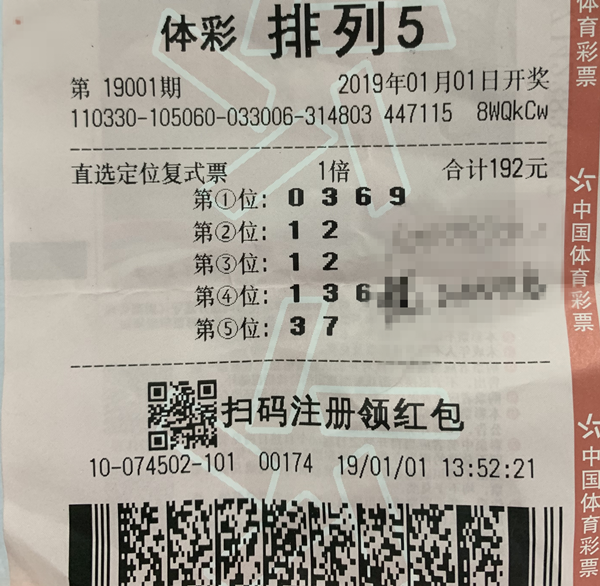 体彩 排列5
第 19001期 2019年01月01日开奖
110330-105060-033006-314803 447115 8WQkCw
直选定位复式票 1倍 合计192元
第①位: 0 3 6 9
第②位: 1 2
第③位: 1 2
第④位: 1 3 6
第⑤位: 3 7
扫码注册领红包
10-074502-101 00174 19/01/01 13:52:21
体育彩票
中国体育彩票
中国体育彩票